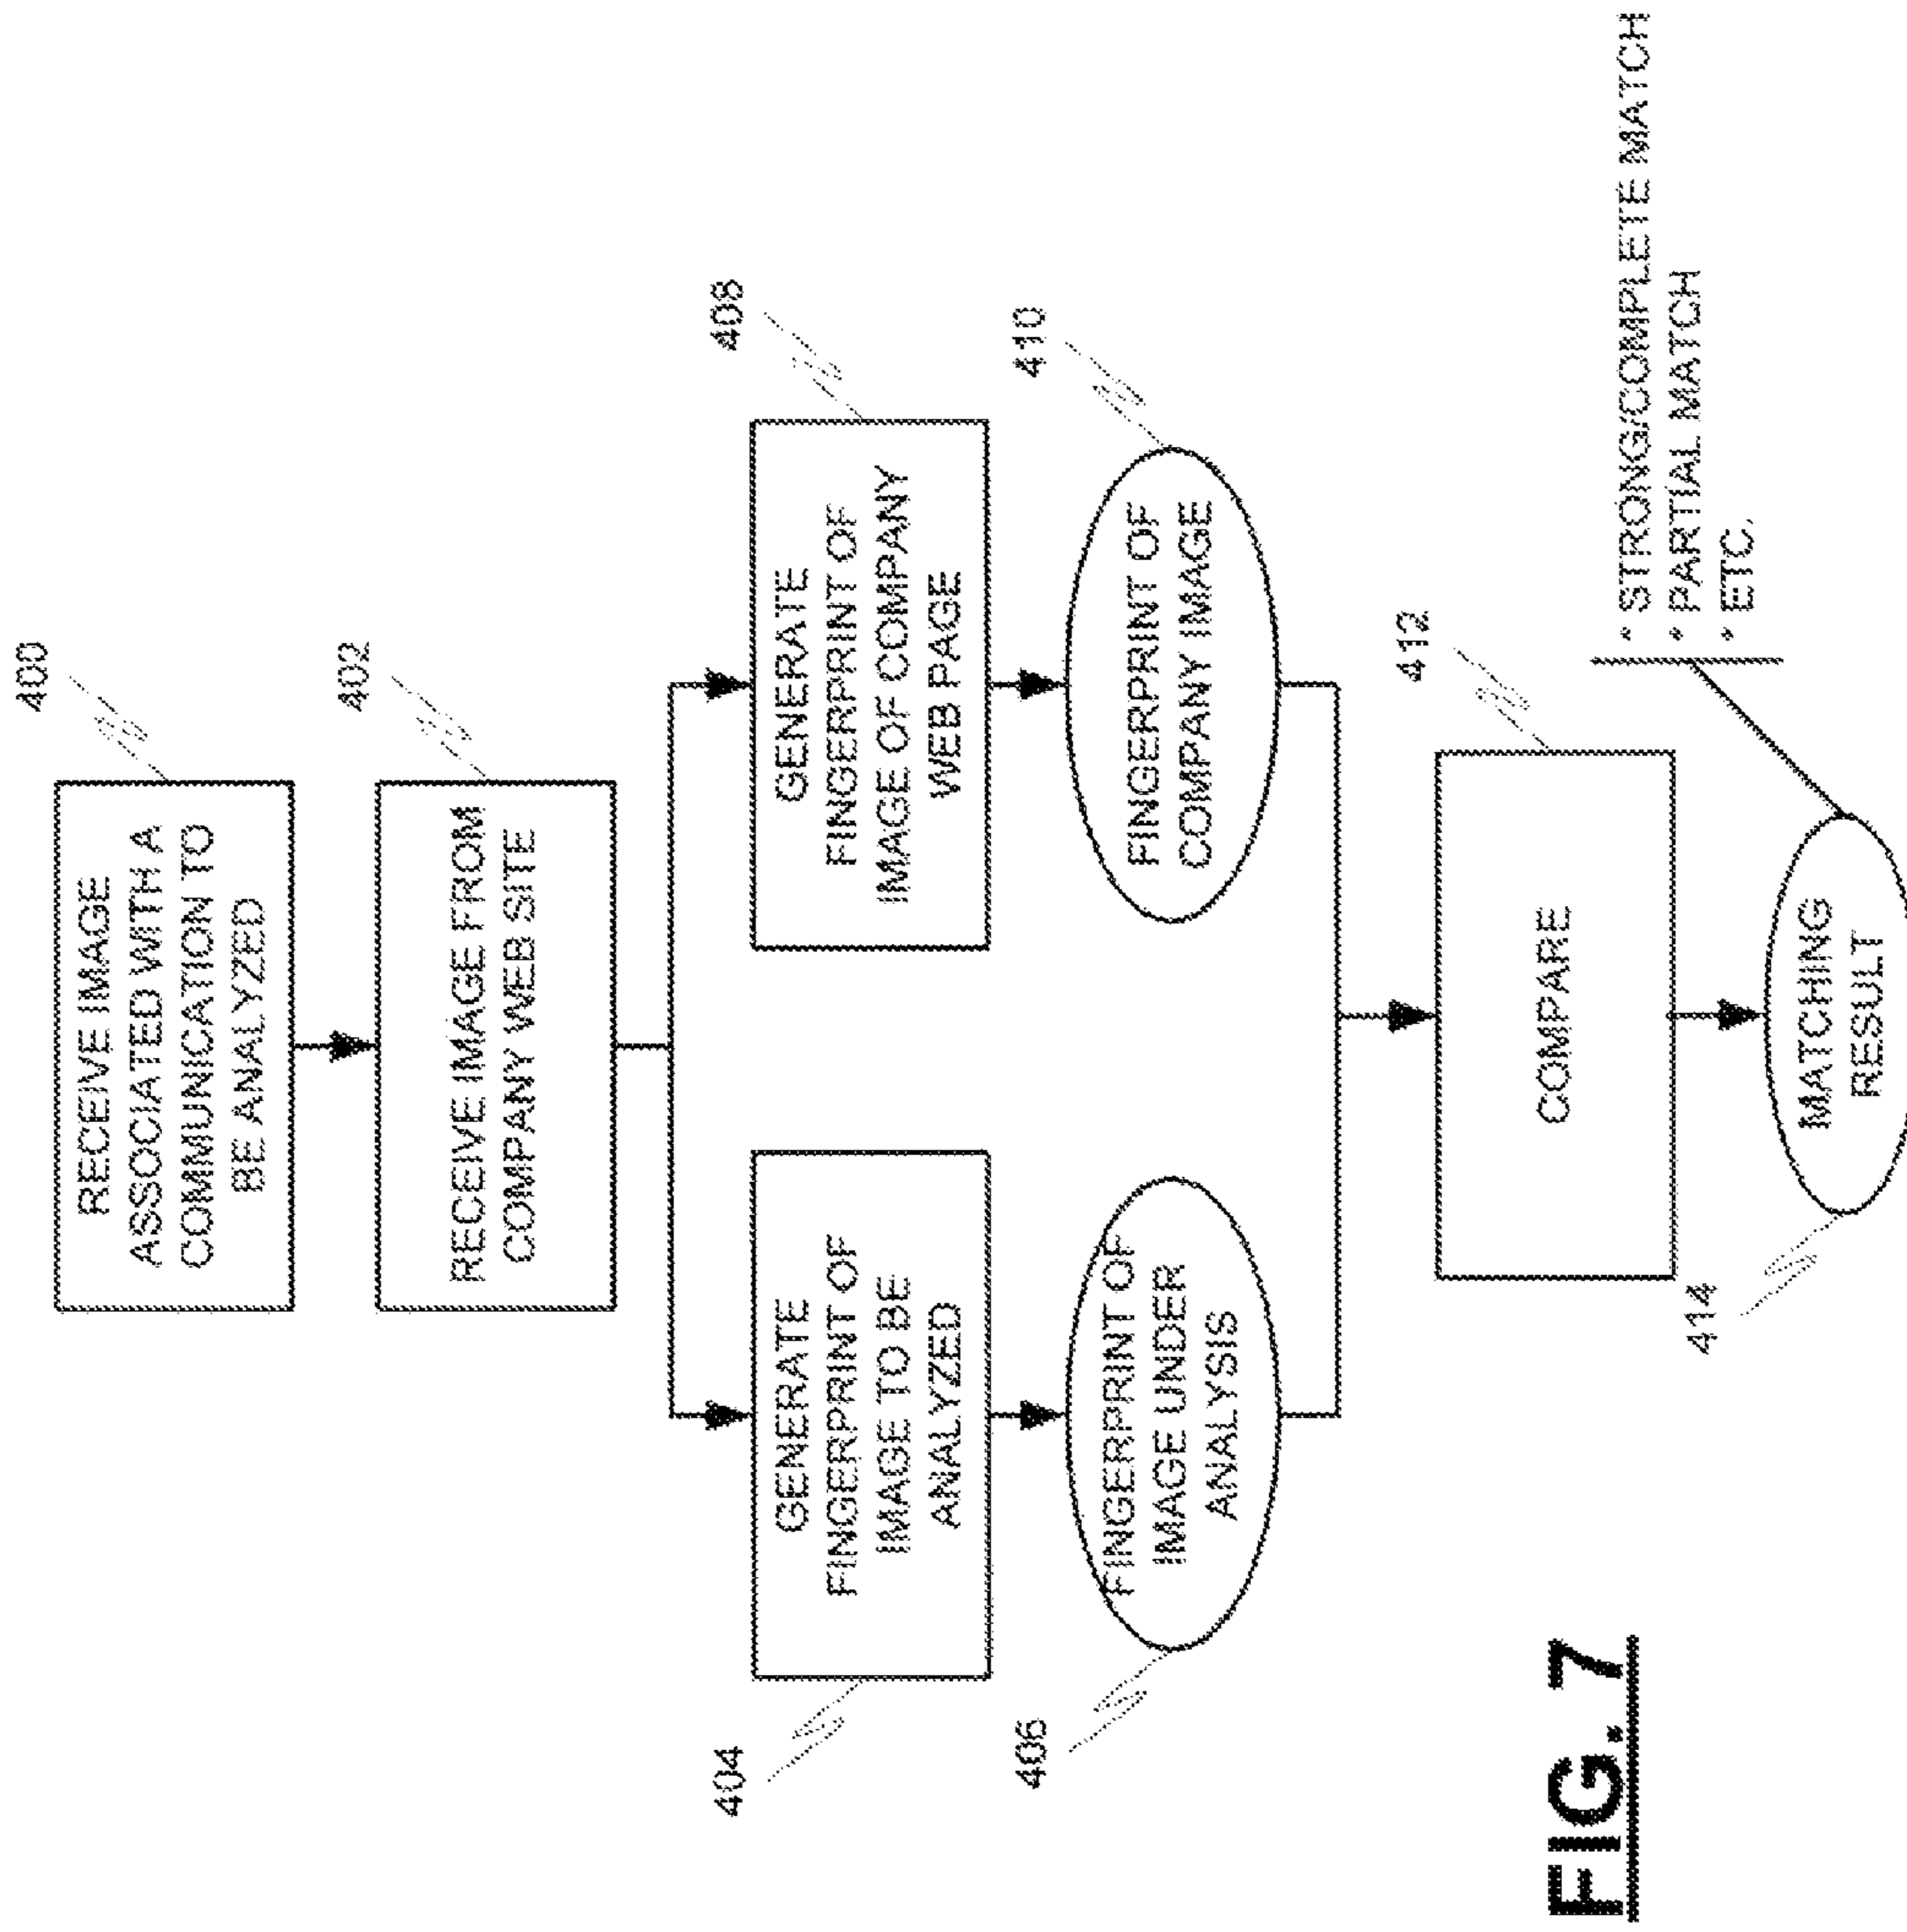 400
RECEIVE IMAGE
ASSOCIATED WITH A
COMMUNICATION TO
BE ANALYZED
402
RECEIVE IMAGE FROM
COMPANY WEB SITE
404
GENERATE
FINGERPRINT OF
IMAGE TO BE
ANALYZED
408
GENERATE
FINGERPRINT OF
IMAGE OF COMPANY
WEB PAGE
406
FINGERPRINT OF
IMAGE UNDER
ANALYSIS
410
FINGERPRINT OF
COMPANY IMAGE
412
COMPARE
414
MATCHING
RESULT
* STRONG/COMPLETE MATCH
* PARTIAL MATCH
* ETC.
FIG. 7